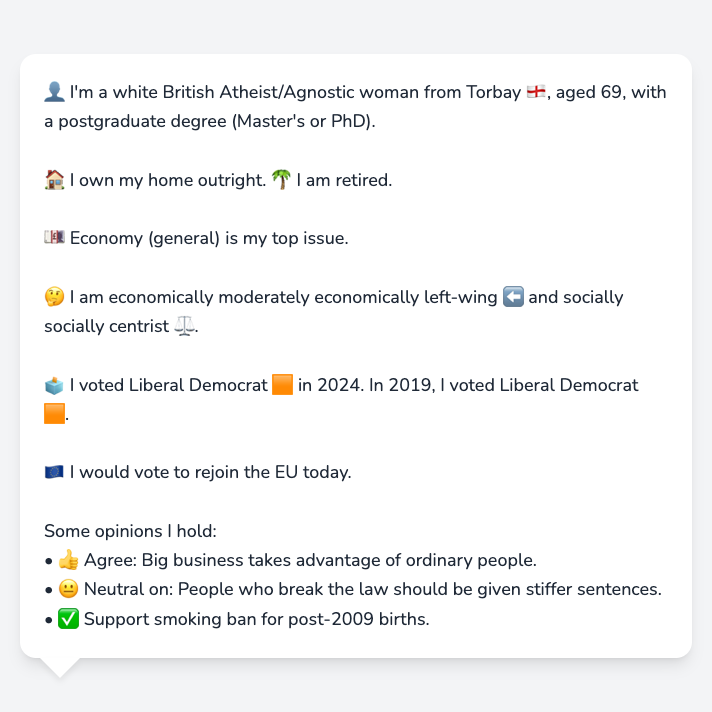 👤 I'm a white British Atheist/Agnostic woman from Torbay 🏴󠁧󠁢󠁥󠁮󠁧󠁿, aged 69, with
a postgraduate degree (Master's or PhD).
🏠 I own my home outright. 🌴 I am retired.
💷 Economy (general) is my top issue.
🤔 I am economically moderately economically left-wing ⬅️ and socially
socially centrist ⚖️.
🗳️ I voted Liberal Democrat 🟧 in 2024. In 2019, I voted Liberal Democrat
🟧.
🇪🇺 I would vote to rejoin the EU today.
Some opinions I hold:
• 👍 Agree: Big business takes advantage of ordinary people.
• 😐 Neutral on: People who break the law should be given stiffer sentences.
• ✅ Support smoking ban for post-2009 births.